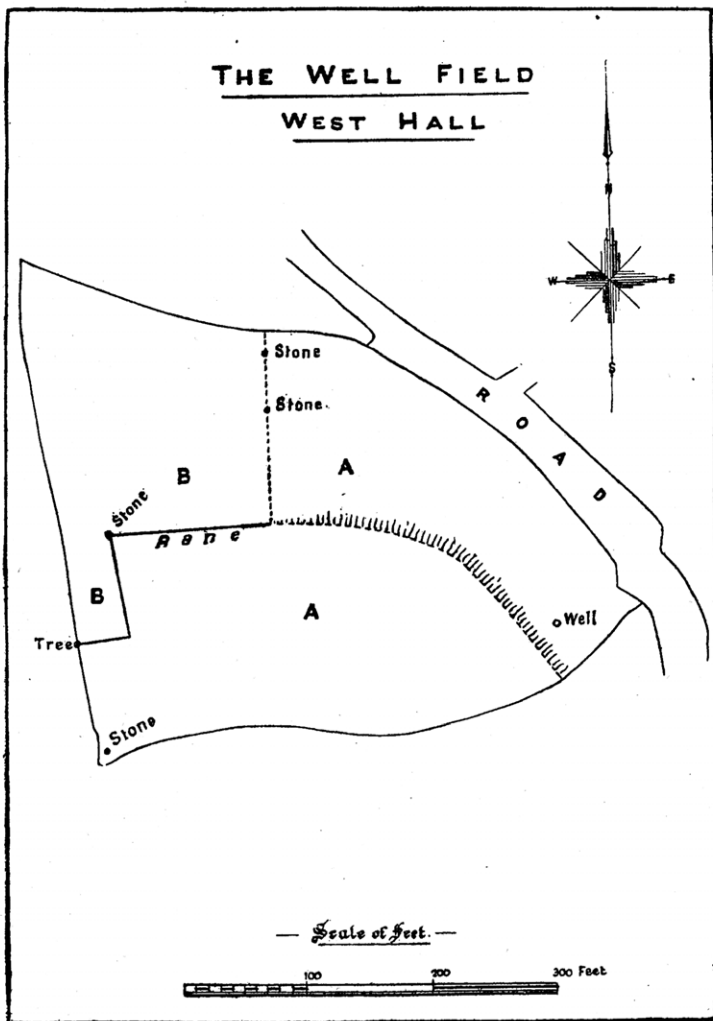 THE WELL FIELD
WEST HALL
N
W E
S
Stone
Stone
ROAD
B
A
Stone
Rane
B
A
Well
Tree
Stone
— Scale of Feet. —
100 200 300 Feet